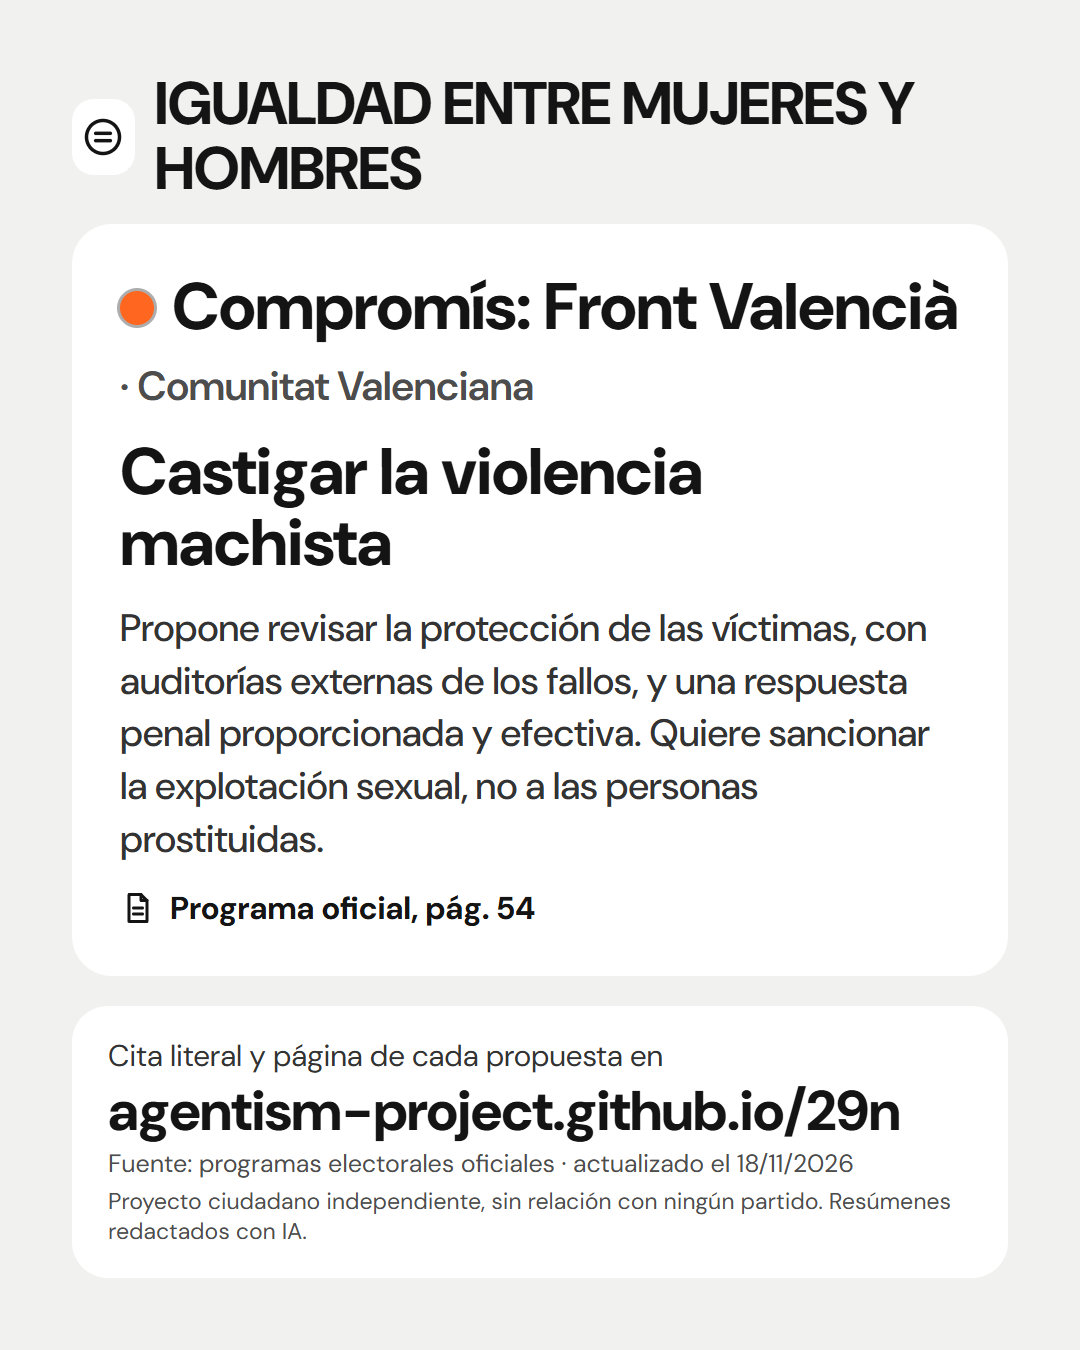 IGUALDAD ENTRE MUJERES Y
HOMBRES
Compromís: Front Valencià
· Comunitat Valenciana
Castigar la violencia
machista
Propone revisar la protección de las víctimas, con
auditorías externas de los fallos, y una respuesta
penal proporcionada y efectiva. Quiere sancionar
la explotación sexual, no a las personas
prostituidas.
Programa oficial, pág. 54
Cita literal y página de cada propuesta en
agentism-project.github.io/29n
Fuente: programas electorales oficiales · actualizado el 18/11/2026
Proyecto ciudadano independiente, sin relación con ningún partido. Resúmenes
redactados con IA.